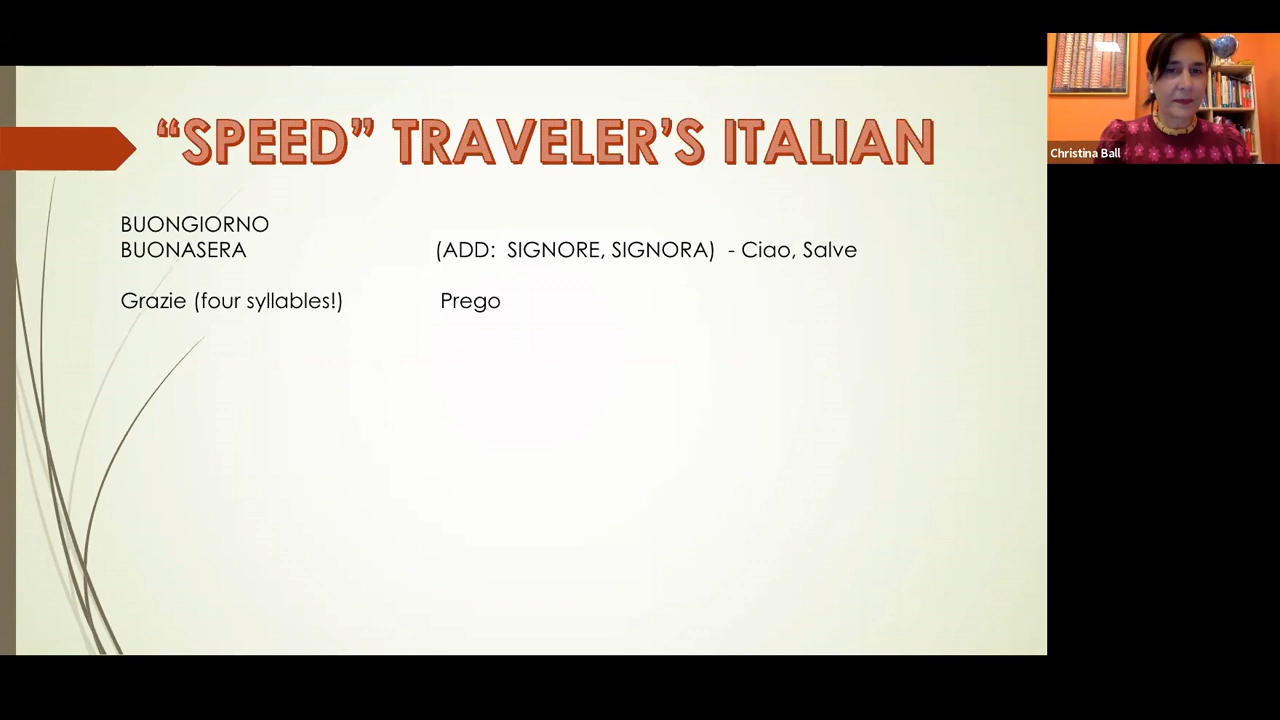 “SPEED” TRAVELER’S ITALIAN
BUONGIORNO
BUONASERA (ADD: SIGNORE, SIGNORA) - Ciao, Salve
Grazie (four syllables!) Prego
Christina Ball